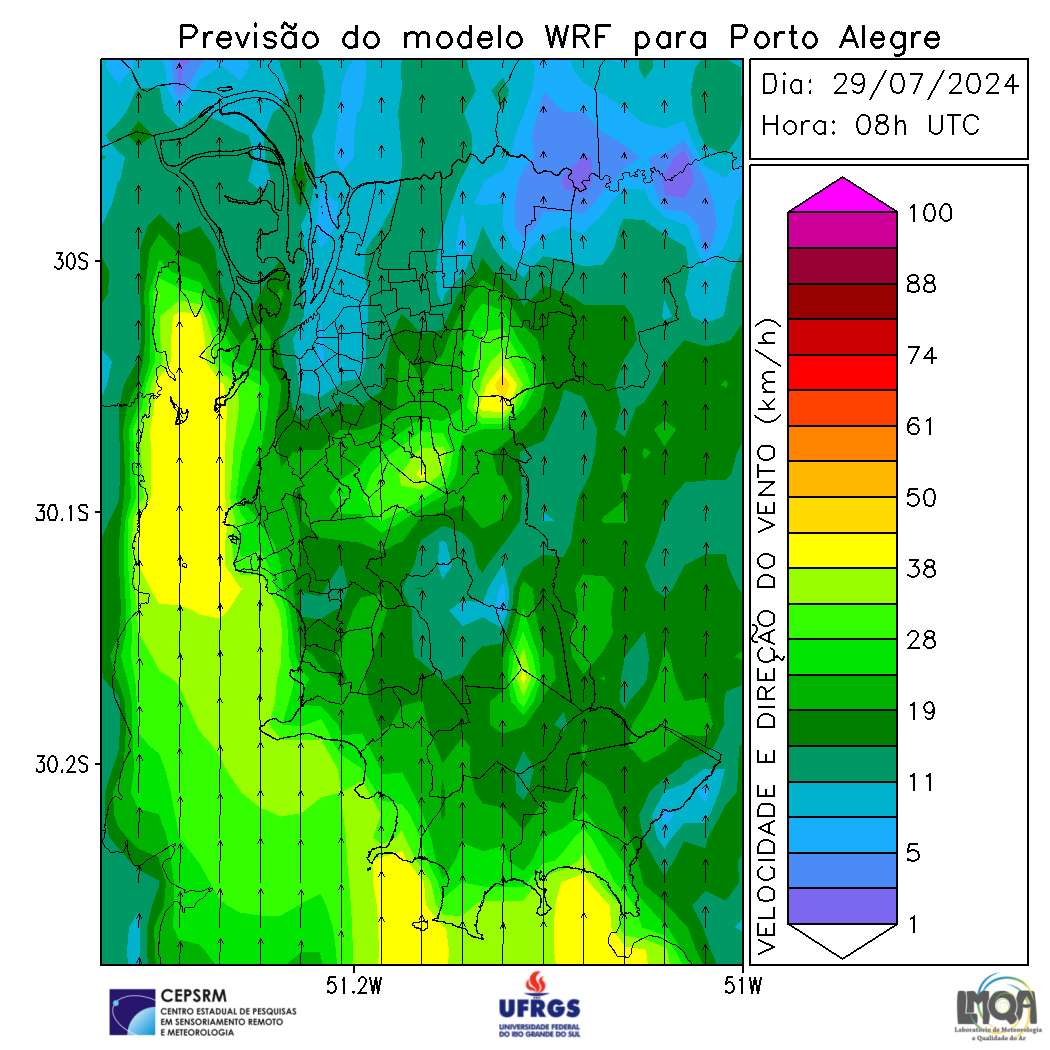 Previsão do modelo WRF para Porto Alegre
Dia: 29/07/2024
Hora: 08h UTC
30S
30.1S
30.2S
51.2W
51W
VELOCIDADE E DIREÇÃO DO VENTO (km/h)
100
88
74
61
50
38
28
19
11
5
1
CEPSRM
CENTRO ESTADUAL DE PESQUISAS
EM SENSORIAMENTO REMOTO
E METEOROLOGIA
UFRGS
UNIVERSIDADE FEDERAL
DO RIO GRANDE DO SUL
LMQA
Laboratório de Meteorologia
e Qualidade do Ar